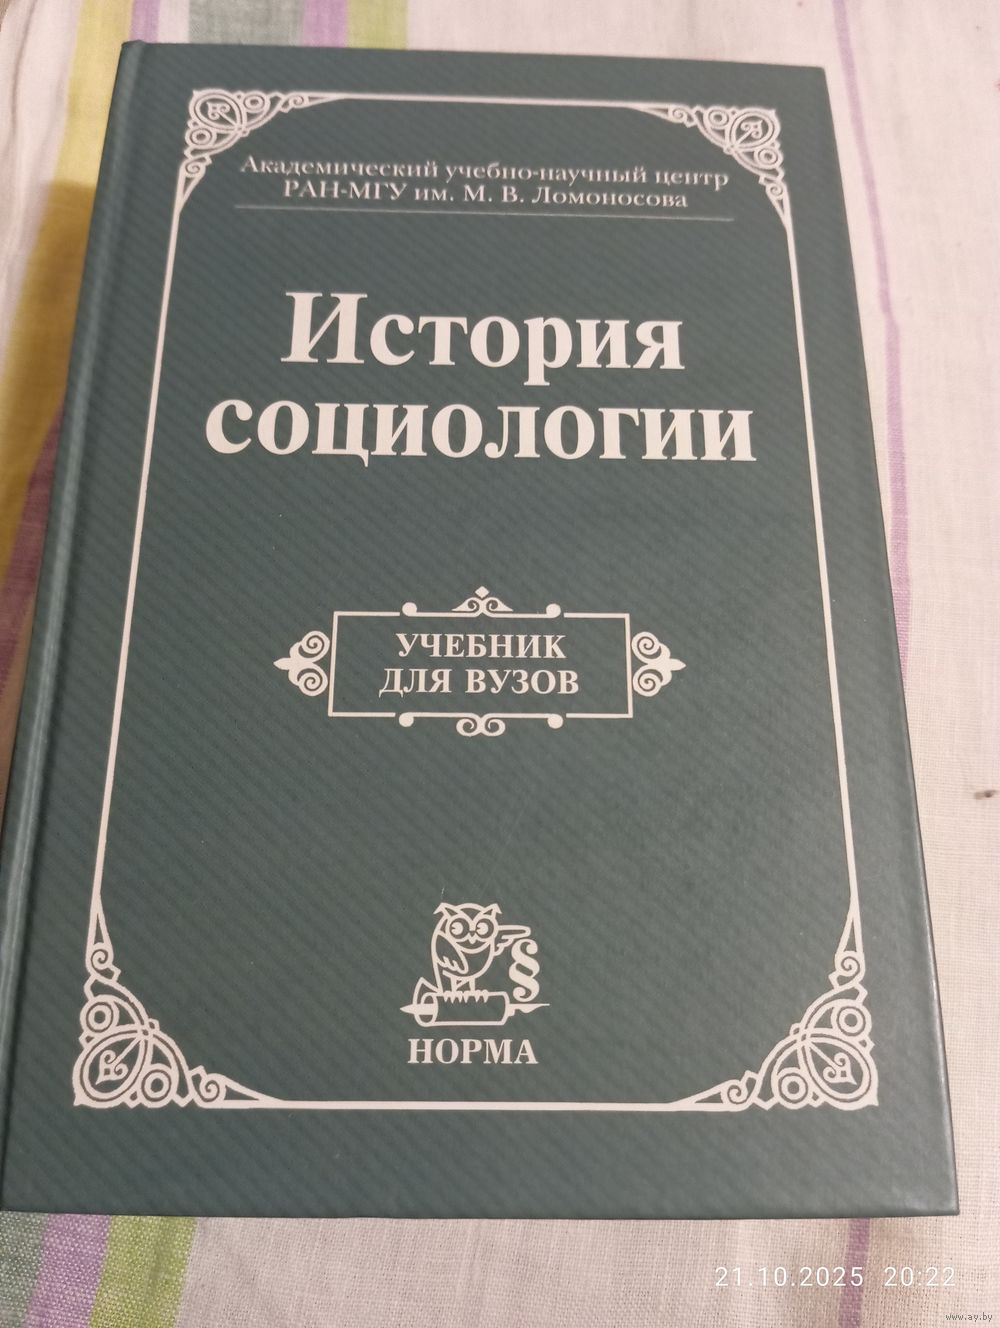 Академический учебно-научный центр
РАН-МГУ им. М. В. Ломоносова
История
социологии
УЧЕБНИК
ДЛЯ ВУЗОВ
§
НОРМА
21.10.2025 20:22
www.ay.by